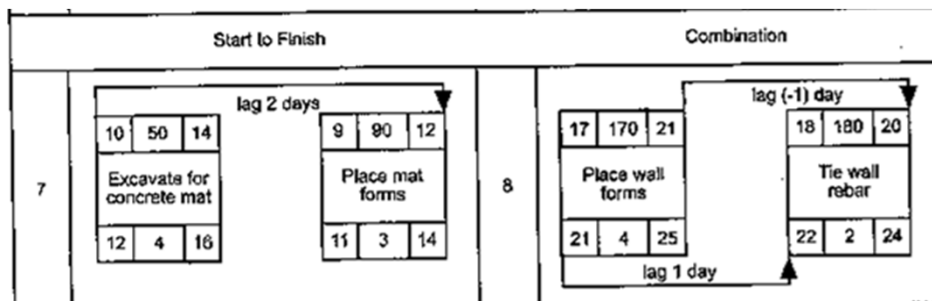 Start to Finish
Combination
7
lag 2 days
10 50 14
Excavate for
concrete mat
12 4 16
9 90 12
Place mat
forms
11 3 14
8
lag (-1) day
17 170 21
Place wall
forms
21 4 25
18 180 20
Tie wall
rebar
22 2 24
lag 1 day